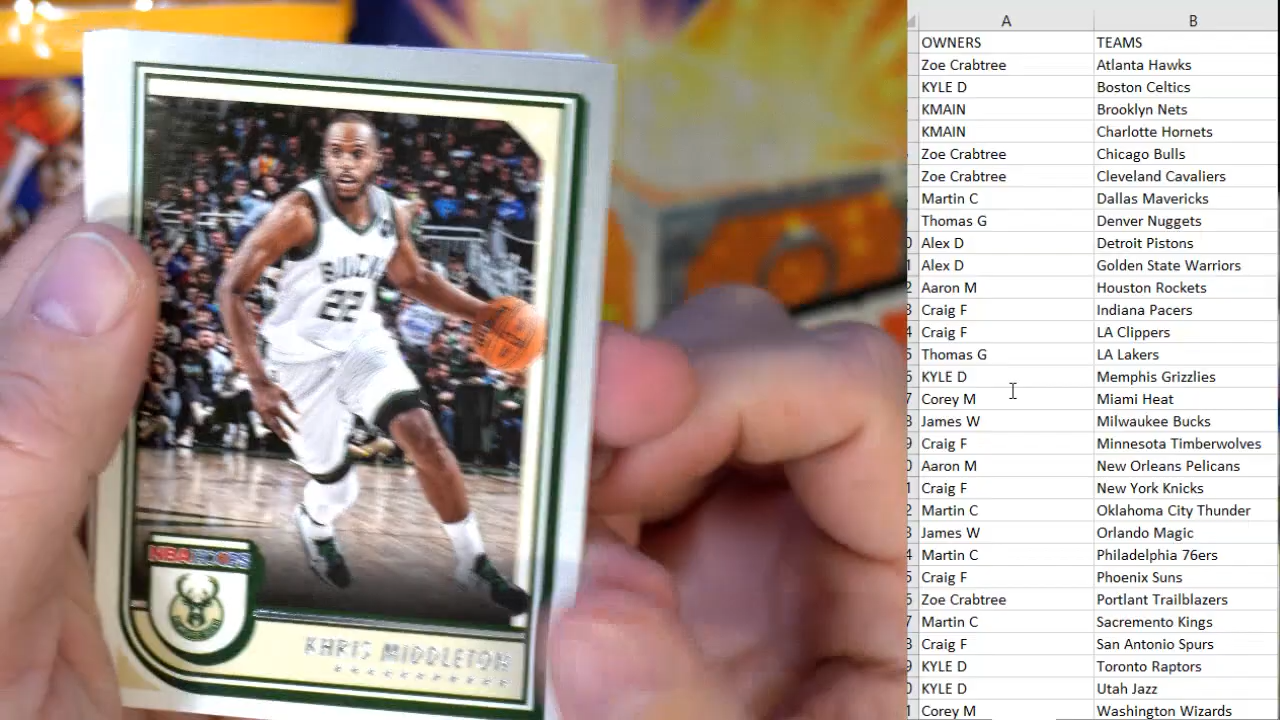 BUCKS
22
NBA HOOPS
KHRIS MIDDLETON
A B
OWNERS TEAMS
Zoe Crabtree Atlanta Hawks
KYLE D Boston Celtics
KMAIN Brooklyn Nets
KMAIN Charlotte Hornets
Zoe Crabtree Chicago Bulls
Zoe Crabtree Cleveland Cavaliers
Martin C Dallas Mavericks
Thomas G Denver Nuggets
Alex D Detroit Pistons
Alex D Golden State Warriors
Aaron M Houston Rockets
Craig F Indiana Pacers
Craig F LA Clippers
Thomas G LA Lakers
KYLE D Memphis Grizzlies
Corey M Miami Heat
James W Milwaukee Bucks
Craig F Minnesota Timberwolves
Aaron M New Orleans Pelicans
Craig F New York Knicks
Martin C Oklahoma City Thunder
James W Orlando Magic
Martin C Philadelphia 76ers
Craig F Phoenix Suns
Zoe Crabtree Portlant Trailblazers
Martin C Sacremento Kings
Craig F San Antonio Spurs
KYLE D Toronto Raptors
KYLE D Utah Jazz
Corey M Washington Wizards